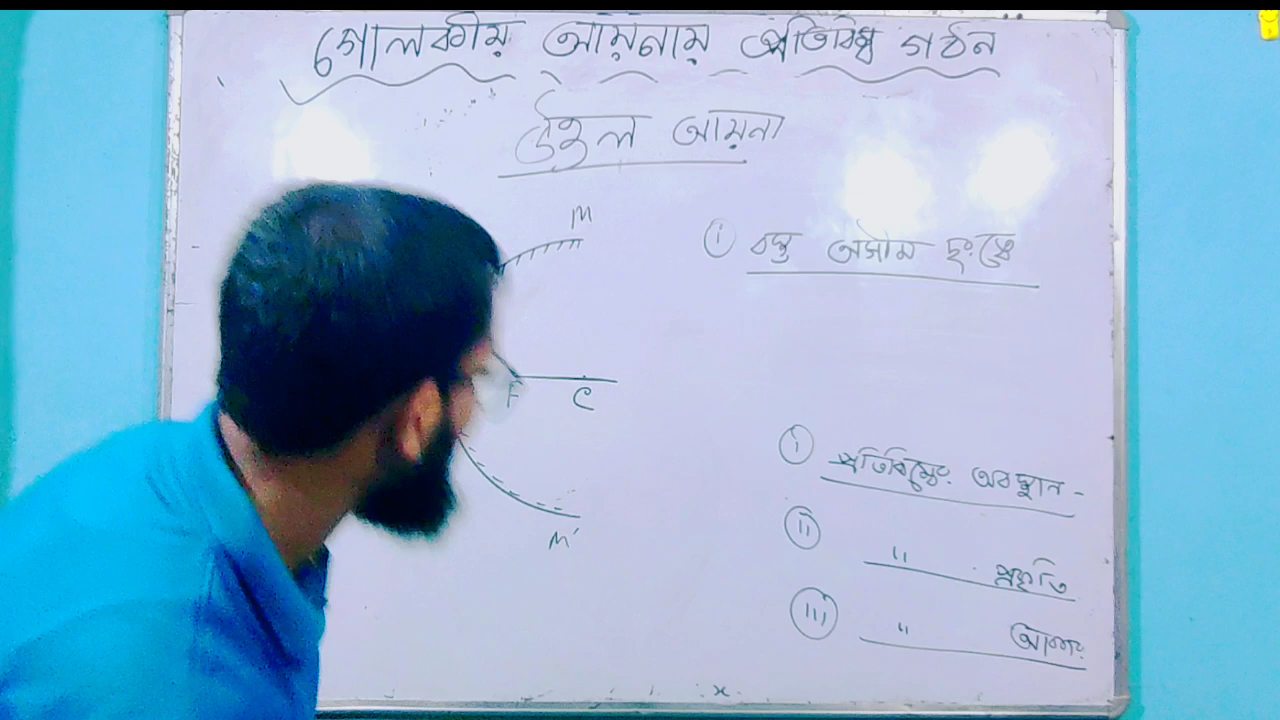 গোলকীয় আয়নায় প্রতিবিম্ব গঠন
উত্তল আয়না
M
(i) বস্তু অসীম দূরত্বে
F C
M'
(i) প্রতিবিম্বের অবস্থান -
(ii) " প্রকৃতি
(iii) " আকার